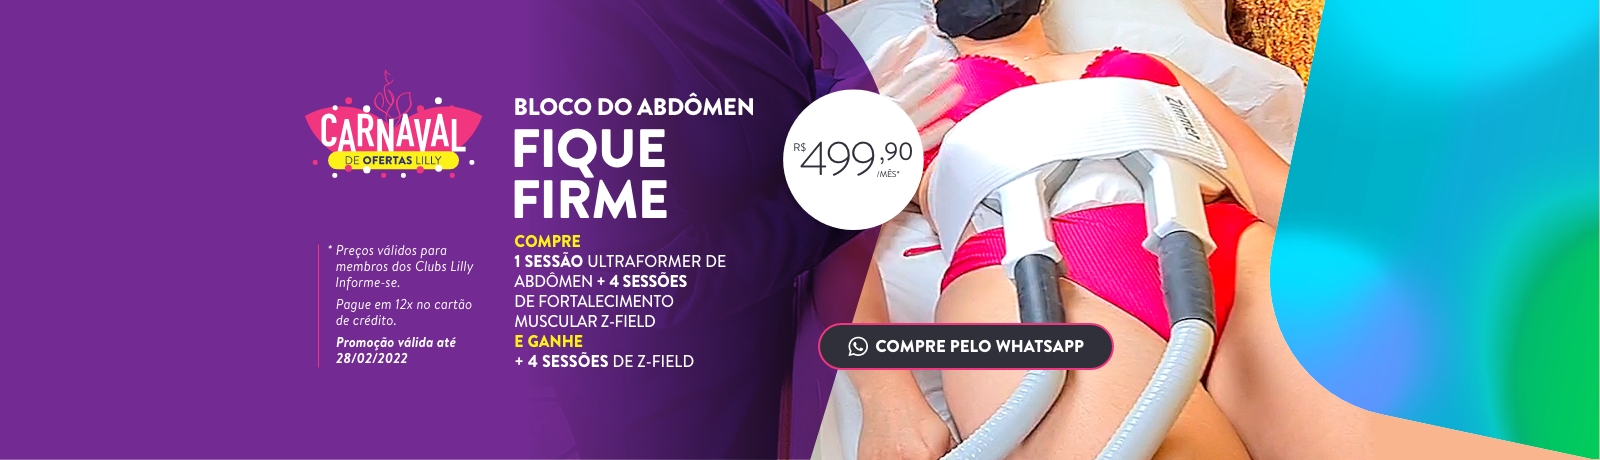 CARNAVAL
DE OFERTAS LILLY
* Preços válidos para
membros dos Clubs Lilly
Informe-se.
Pague em 12x no cartão
de crédito.
Promoção válida até
28/02/2022
BLOCO DO ABDÔMEN
FIQUE
FIRME
COMPRE
1 SESSÃO ULTRAFORMER DE
ABDÔMEN + 4 SESSÕES
DE FORTALECIMENTO
MUSCULAR Z-FIELD
E GANHE
+ 4 SESSÕES DE Z-FIELD
R$ 499,90
/MÊS*
COMPRE PELO WHATSAPP
Zimmer